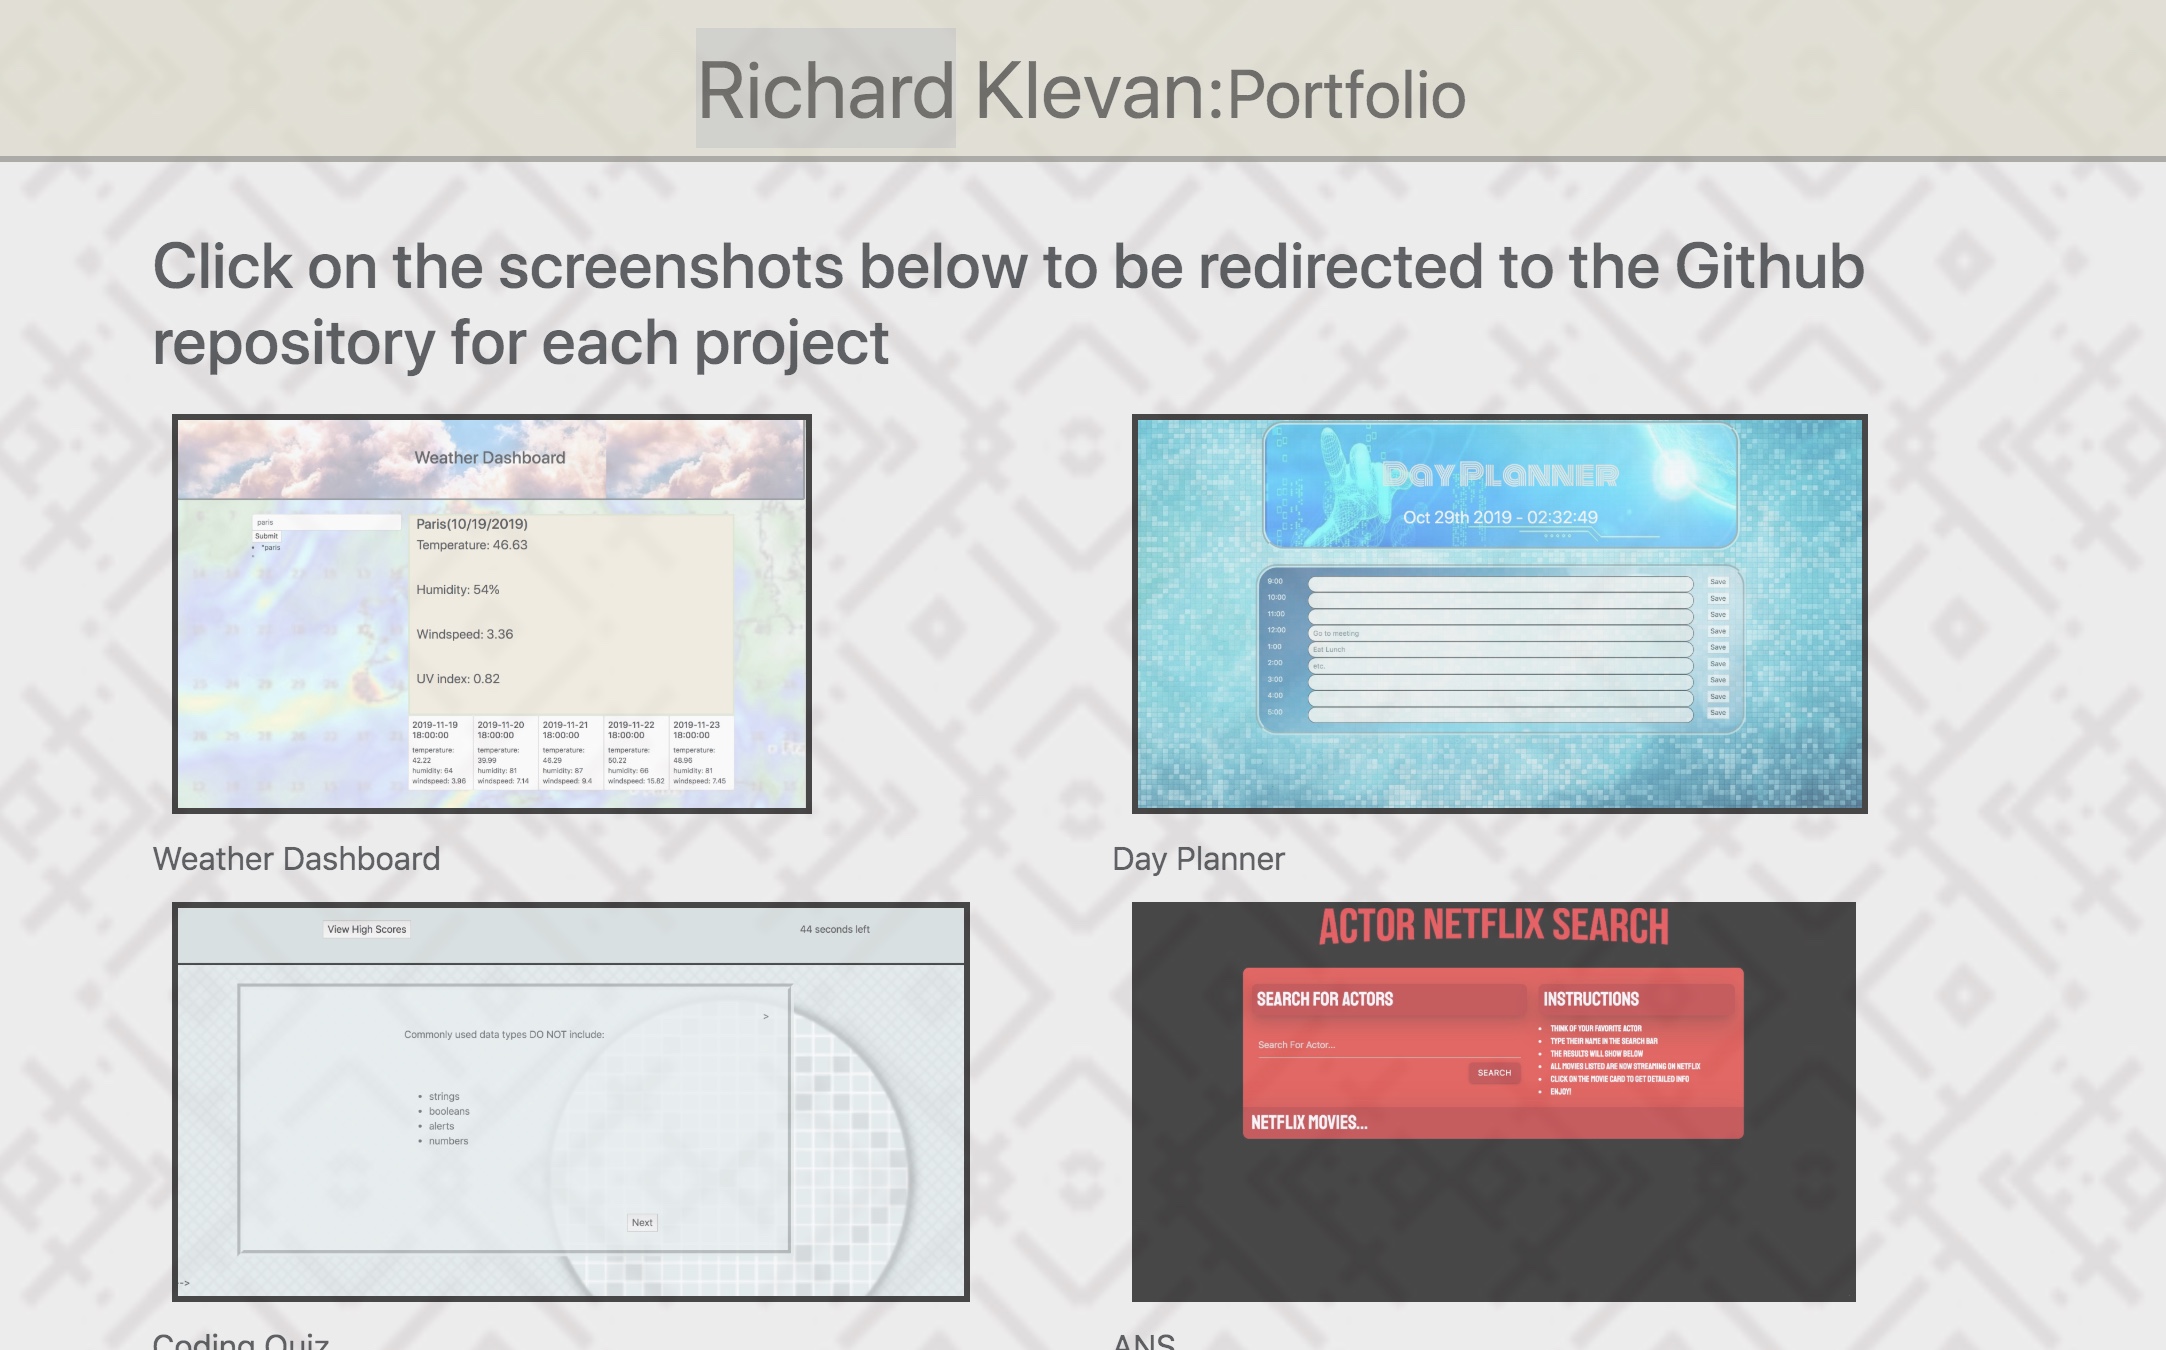 Richard Klevan:Portfolio
Click on the screenshots below to be redirected to the Github
repository for each project
Weather Dashboard
paris
Submit
*paris
Paris(10/19/2019)
Temperature: 46.63
Humidity: 54%
Windspeed: 3.36
UV index: 0.82
2019-11-19 18:00:00
temperature: 42.22
humidity: 64
windspeed: 3.96
2019-11-20 18:00:00
temperature: 39.99
humidity: 81
windspeed: 7.14
2019-11-21 18:00:00
temperature: 46.29
humidity: 87
windspeed: 9.4
2019-11-22 18:00:00
temperature: 50.22
humidity: 66
windspeed: 15.82
2019-11-23 18:00:00
temperature: 48.96
humidity: 81
windspeed: 7.45
Day Planner
Oct 29th 2019 - 02:32:49
9:00 Save
10:00 Save
11:00 Save
12:00 Go to meeting Save
1:00 Eat Lunch Save
2:00 etc. Save
3:00 Save
4:00 Save
5:00 Save
Weather Dashboard
Day Planner
View High Scores
44 seconds left
>
Commonly used data types DO NOT include:
strings
booleans
alerts
numbers
Next
-->
ACTOR NETFLIX SEARCH
SEARCH FOR ACTORS
Search For Actor...
SEARCH
INSTRUCTIONS
THINK OF YOUR FAVORITE ACTOR
TYPE THEIR NAME IN THE SEARCH BAR
THE RESULTS WILL SHOW BELOW
ALL MOVIES LISTED ARE NOW STREAMING ON NETFLIX
CLICK ON THE MOVIE CARD TO GET DETAILED INFO
ENJOY!
NETFLIX MOVIES...
Coding Quiz
ANS